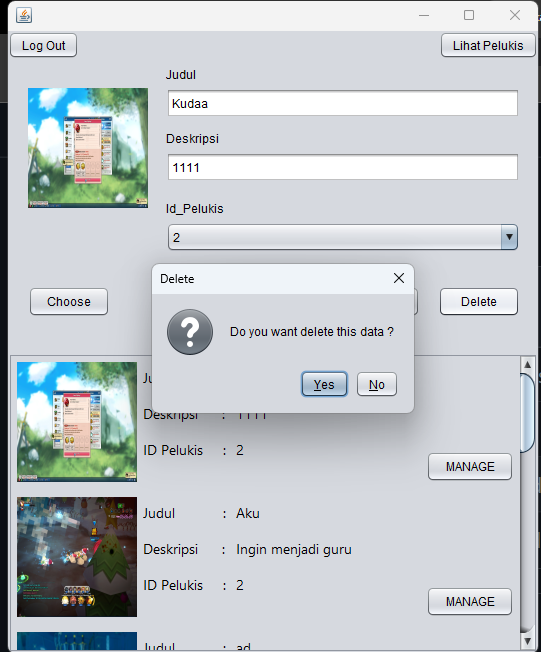 Log Out
Lihat Pelukis
Judul
Kudaa
Deskripsi
1111
Id_Pelukis
2
Choose
Delete
Delete
Do you want delete this data ?
Yes
No
Deskripsi : 1111
ID Pelukis : 2
MANAGE
Judul : Aku
Deskripsi : Ingin menjadi guru
ID Pelukis : 2
MANAGE
Judul : ad